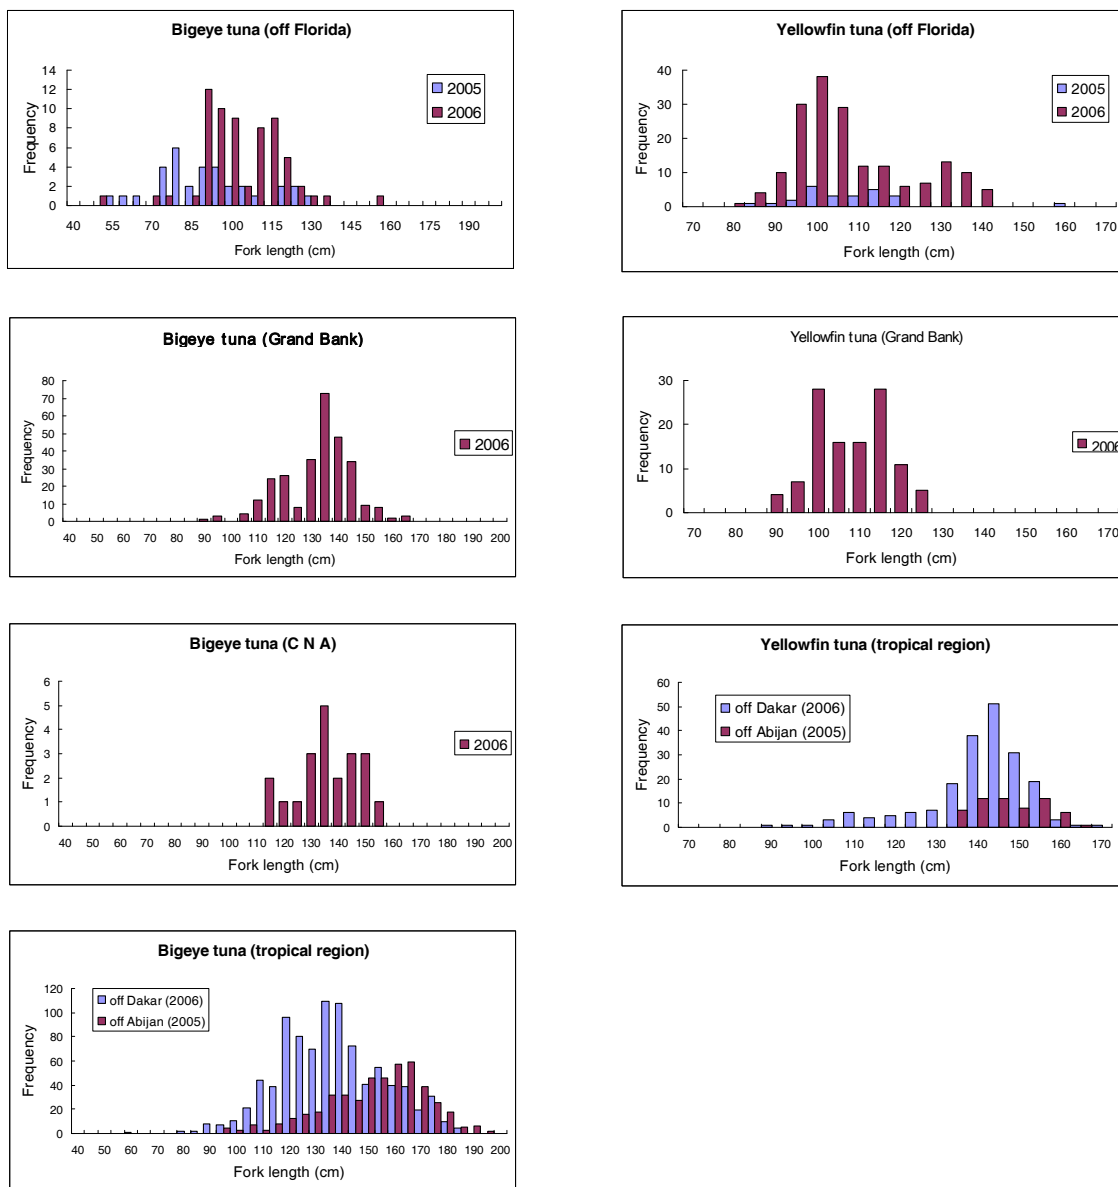 Bigeye tuna (off Florida)
14
12
10
8
6
4
2
0
Frequency
2005
2006
40 55 70 85 100 115 130 145 160 175 190
Fork length (cm)
Yellowfin tuna (off Florida)
40
30
20
10
0
Frequency
2005
2006
70 80 90 100 110 120 130 140 150 160 170
Fork length (cm)
Bigeye tuna (Grand Bank)
80
70
60
50
40
30
20
10
0
Frequency
2006
40 50 60 70 80 90 100 110 120 130 140 150 160 170 180 190 200
Fork length (cm)
Yellowfin tuna (Grand Bank)
30
20
10
0
Frequency
2006
70 80 90 100 110 120 130 140 150 160 170
Fork length (cm)
Bigeye tuna (C N A)
6
5
4
3
2
1
0
Frequency
2006
40 50 60 70 80 90 100 110 120 130 140 150 160 170 180 190 200
Fork length (cm)
Yellowfin tuna (tropical region)
60
50
40
30
20
10
0
Frequency
off Dakar (2006)
off Abijan (2005)
70 80 90 100 110 120 130 140 150 160 170
Fork length (cm)
Bigeye tuna (tropical region)
120
100
80
60
40
20
0
Frequency
off Dakar (2006)
off Abijan (2005)
40 50 60 70 80 90 100 110 120 130 140 150 160 170 180 190 200
Fork length (cm)